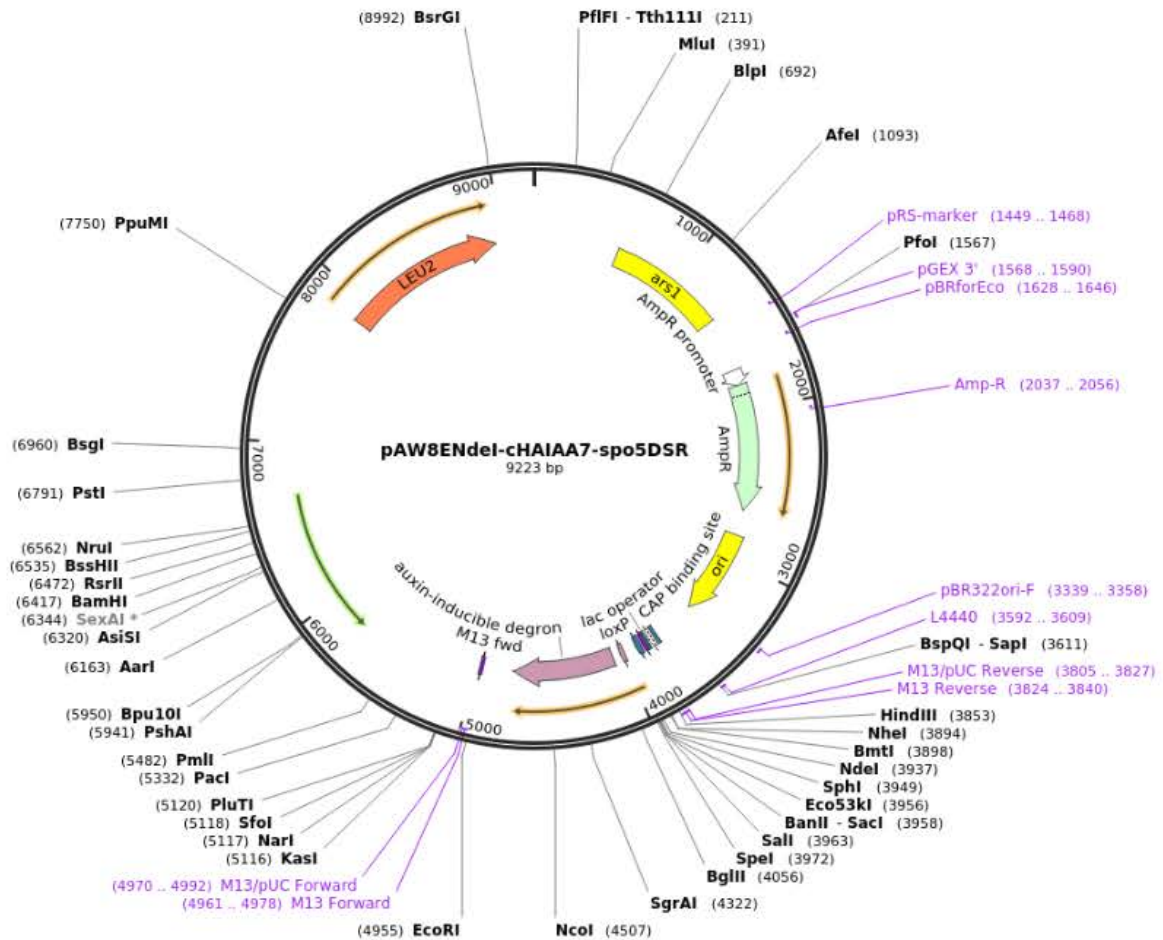 (8992) BsrGI
PflFI - Tth111I (211)
MluI (391)
BlpI (692)
AfeI (1093)
pRS-marker (1449 .. 1468)
PfoI (1567)
pGEX 3' (1568 .. 1590)
pBRforEco (1628 .. 1646)
Amp-R (2037 .. 2056)
pBR322ori-F (3339 .. 3358)
L4440 (3592 .. 3609)
BspQI - SapI (3611)
M13/pUC Reverse (3805 .. 3827)
M13 Reverse (3824 .. 3840)
HindIII (3853)
NheI (3894)
BmtI (3898)
NdeI (3937)
SphI (3949)
Eco53kI (3956)
BanII - SacI (3958)
SalI (3963)
SpeI (3972)
BglII (4056)
SgrAI (4322)
NcoI (4507)
(4955) EcoRI
(4961 .. 4978) M13 Forward
(4970 .. 4992) M13/pUC Forward
(5116) KasI
(5117) NarI
(5118) SfoI
(5120) PluTI
(5332) PacI
(5482) PmlI
(5941) PshAI
(5950) Bpu10I
(6163) AarI
(6320) AsiSI
(6344) SexAI *
(6417) BamHI
(6472) RsrII
(6535) BssHII
(6562) NruI
(6791) PstI
(6960) BsgI
(7750) PpuMI
1000
2000
3000
4000
5000
6000
7000
8000
9000
LEU2
ars1
AmpR promoter
AmpR
ori
CAP binding site
lac operator
loxP
auxin-inducible degron
M13 fwd
pAW8ENdeI-cHAIAA7-spo5DSR
9223 bp